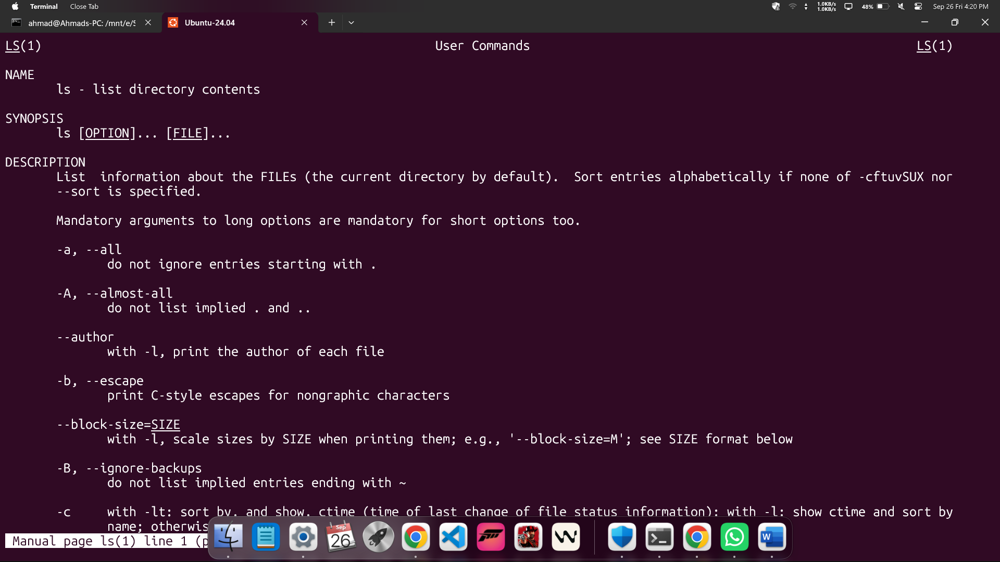 Terminal Close Tab 1.0KB/s 48% Sep 26 Fri 4:20 PM
1.0KB/s
ahmad@Ahmads-PC: /mnt/e/S Ubuntu-24.04
LS(1) User Commands LS(1)
NAME
ls - list directory contents
SYNOPSIS
ls [OPTION]... [FILE]...
DESCRIPTION
List  information about the FILEs (the current directory by default).  Sort entries alphabetically if none of -cftuvSUX nor
--sort is specified.
Mandatory arguments to long options are mandatory for short options too.
-a, --all
do not ignore entries starting with .
-A, --almost-all
do not list implied . and ..
--author
with -l, print the author of each file
-b, --escape
print C-style escapes for nongraphic characters
--block-size=SIZE
with -l, scale sizes by SIZE when printing them; e.g., '--block-size=M'; see SIZE format below
-B, --ignore-backups
do not list implied entries ending with ~
-c with -lt: sort by, and show, ctime (time of last change of file status information); with -l: show ctime and sort by
name; otherwis
Manual page ls(1) line 1 (p
Sep
26
W